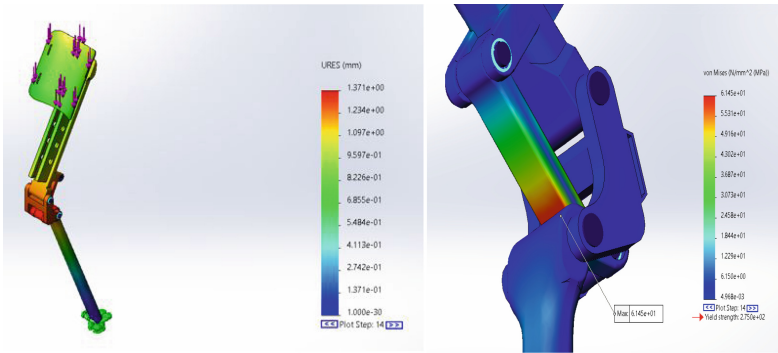 URES (mm)
1.371e+00
1.234e+00
1.097e+00
9.597e-01
8.226e-01
6.855e-01
5.484e-01
4.113e-01
2.742e-01
1.371e-01
1.000e-30
Plot Step: 14
von Mises (N/mm^2 (MPa))
6.145e+01
5.531e+01
4.916e+01
4.302e+01
3.687e+01
3.073e+01
2.458e+01
1.844e+01
1.229e+01
6.150e+00
4.968e-03
Plot Step: 14
Yield strength: 2.750e+02
Max: 6.145e+01